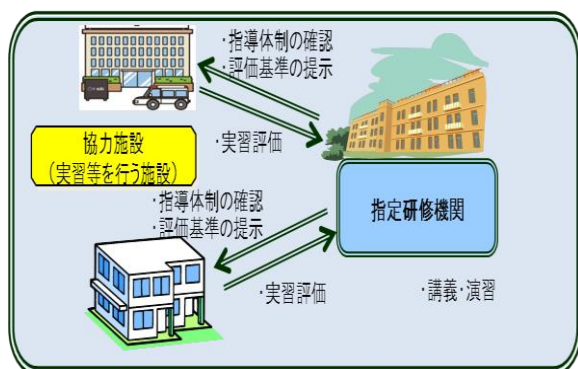 ・指導体制の確認
・評価基準の提示
・実習評価
協力施設
（実習等を行う施設）
・指導体制の確認
・評価基準の提示
指定研修機関
・実習評価
・講義・演習